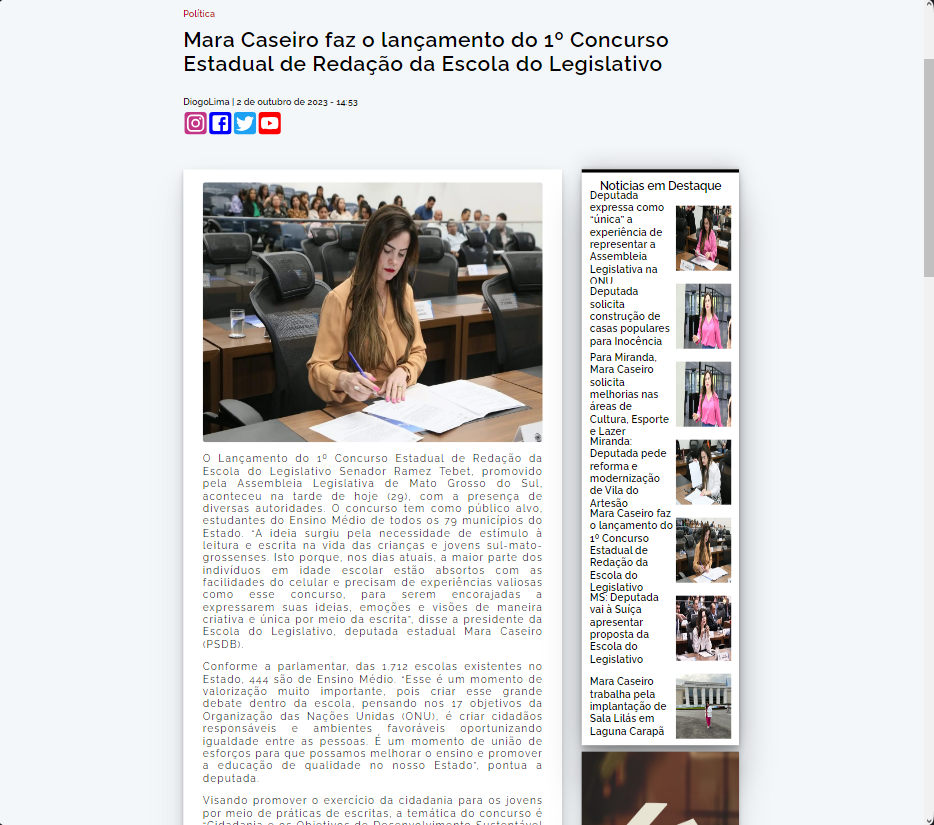 Política
Mara Caseiro faz o lançamento do 1º Concurso
Estadual de Redação da Escola do Legislativo
DiogoLima | 2 de outubro de 2023 - 14:53
O Lançamento do 1º Concurso Estadual de Redação da
Escola do Legislativo Senador Ramez Tebet, promovido
pela Assembleia Legislativa de Mato Grosso do Sul,
aconteceu na tarde de hoje (29), com a presença de
diversas autoridades. O concurso tem como público alvo,
estudantes do Ensino Médio de todos os 79 municípios do
Estado. “A ideia surgiu pela necessidade de estímulo à
leitura e escrita na vida das crianças e jovens sul-mato-
grossenses. Isto porque, nos dias atuais, a maior parte dos
indivíduos em idade escolar estão absortos com as
facilidades do celular e precisam de experiências valiosas
como esse concurso, para serem encorajadas a
expressarem suas ideias, emoções e visões de maneira
criativa e única por meio da escrita”, disse a presidente da
Escola do Legislativo, deputada estadual Mara Caseiro
(PSDB).
Conforme a parlamentar, das 1.712 escolas existentes no
Estado, 444 são de Ensino Médio. “Esse é um momento de
valorização muito importante, pois criar esse grande
debate dentro da escola, pensando nos 17 objetivos da
Organização das Nações Unidas (ONU), é criar cidadãos
responsáveis e ambientes favoráveis oportunizando
igualdade entre as pessoas. É um momento de união de
esforços para que possamos melhorar o ensino e promover
a educação de qualidade no nosso Estado”, pontua a
deputada.
Visando promover o exercício da cidadania para os jovens
por meio de práticas de escritas, a temática do concurso é
“Cidadania e os Objetivos do Desenvolvimento Sustentável
Noticias em Destaque
Deputada
expressa como
“única” a
experiência de
representar a
Assembleia
Legislativa na
ONU
Deputada
solicita
construção de
casas populares
para Inocência
Para Miranda,
Mara Caseiro
solicita
melhorias nas
áreas de
Cultura, Esporte
e Lazer
Miranda:
Deputada pede
reforma e
modernização
de Vila do
Artesão
Mara Caseiro faz
o lançamento do
1º Concurso
Estadual de
Redação da
Escola do
Legislativo
MS: Deputada
vai à Suíça
apresentar
proposta da
Escola do
Legislativo
Mara Caseiro
trabalha pela
implantação de
Sala Lilás em
Laguna Carapã